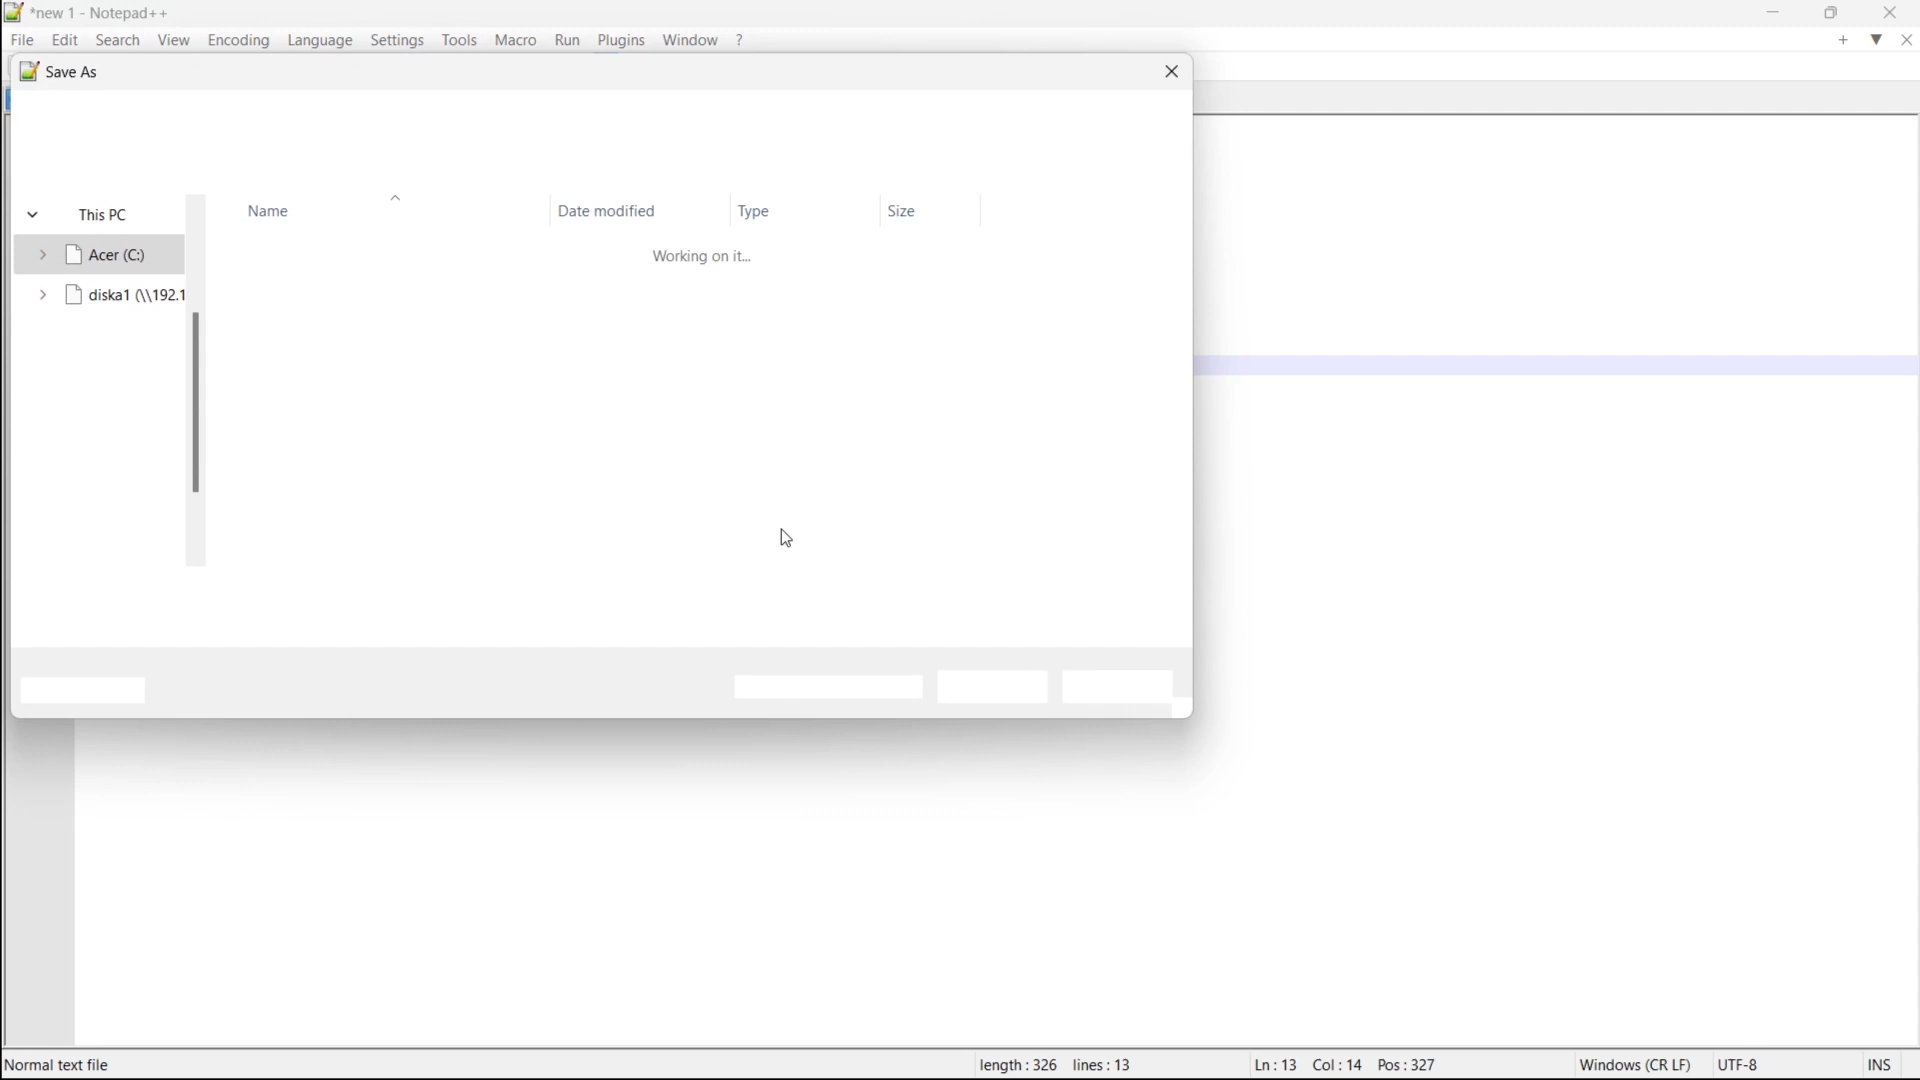 *new 1 - Notepad++
File Edit Search View Encoding Language Settings Tools Macro Run Plugins Window ?
Save As
Name Date modified Type Size
This PC
Working on it...
Acer (C:)
diska1 (\\192.1
Normal text file length : 326 lines : 13 Ln : 13 Col : 14 Pos : 327 Windows (CR LF) UTF-8 INS